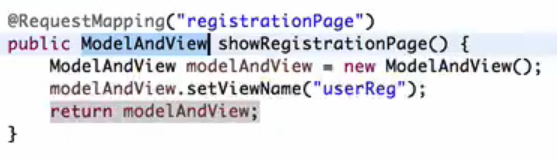 @RequestMapping("registrationPage")
public ModelAndView showRegistrationPage() {
    ModelAndView modelAndView = new ModelAndView();
    modelAndView.setViewName("userReg");
    return modelAndView;
}